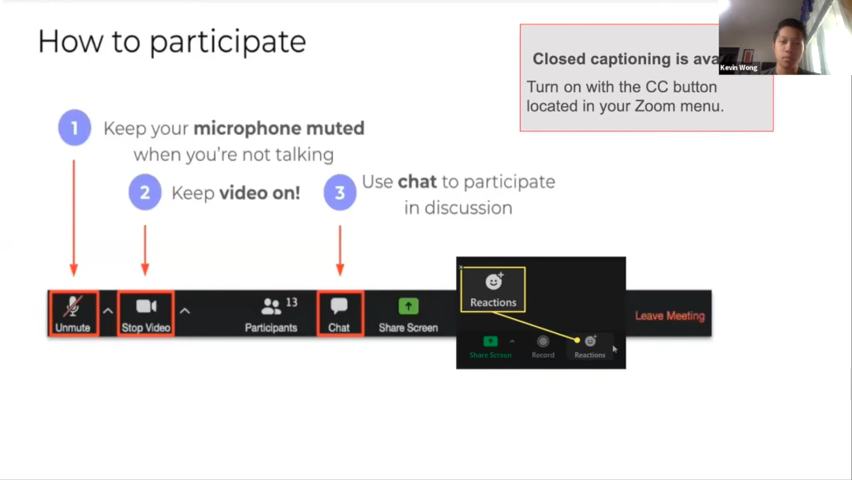 How to participate
Closed captioning is ava
Turn on with the CC button
located in your Zoom menu.
Kevin Wong
1 Keep your microphone muted
when you're not talking
2 Keep video on!
3 Use chat to participate
in discussion
Unmute
Stop Video
13
Participants
Chat
Share Screen
Reactions
Share Screen
Record
Reactions
Leave Meeting